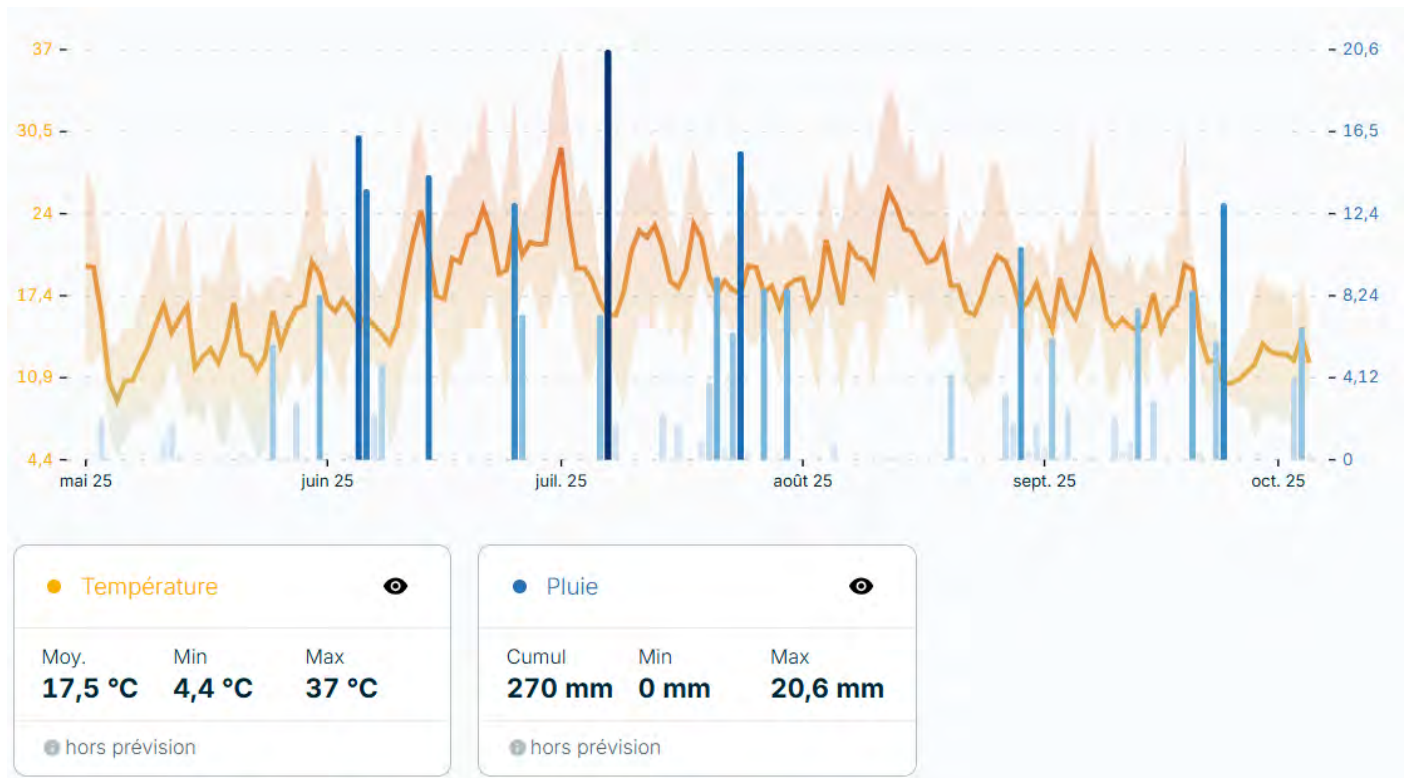 37
20,6
30,5
16,5
24
12,4
17,4
8,24
10,9
4,12
4,4
0
mai 25
juin 25
juil. 25
août 25
sept. 25
oct. 25
Température
Pluie
Moy. Min Max
17,5 °C 4,4 °C 37 °C
Cumul Min Max
270 mm 0 mm 20,6 mm
hors prévision
hors prévision